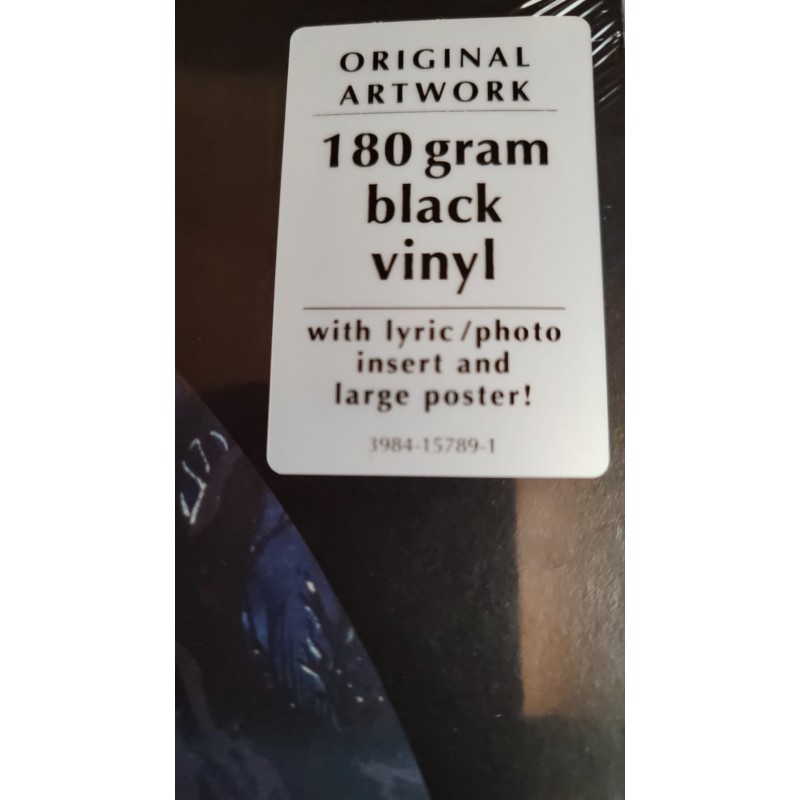 ORIGINAL
ARTWORK
180 gram
black
vinyl
with lyric/photo
insert and
large poster!
3984-15789-1